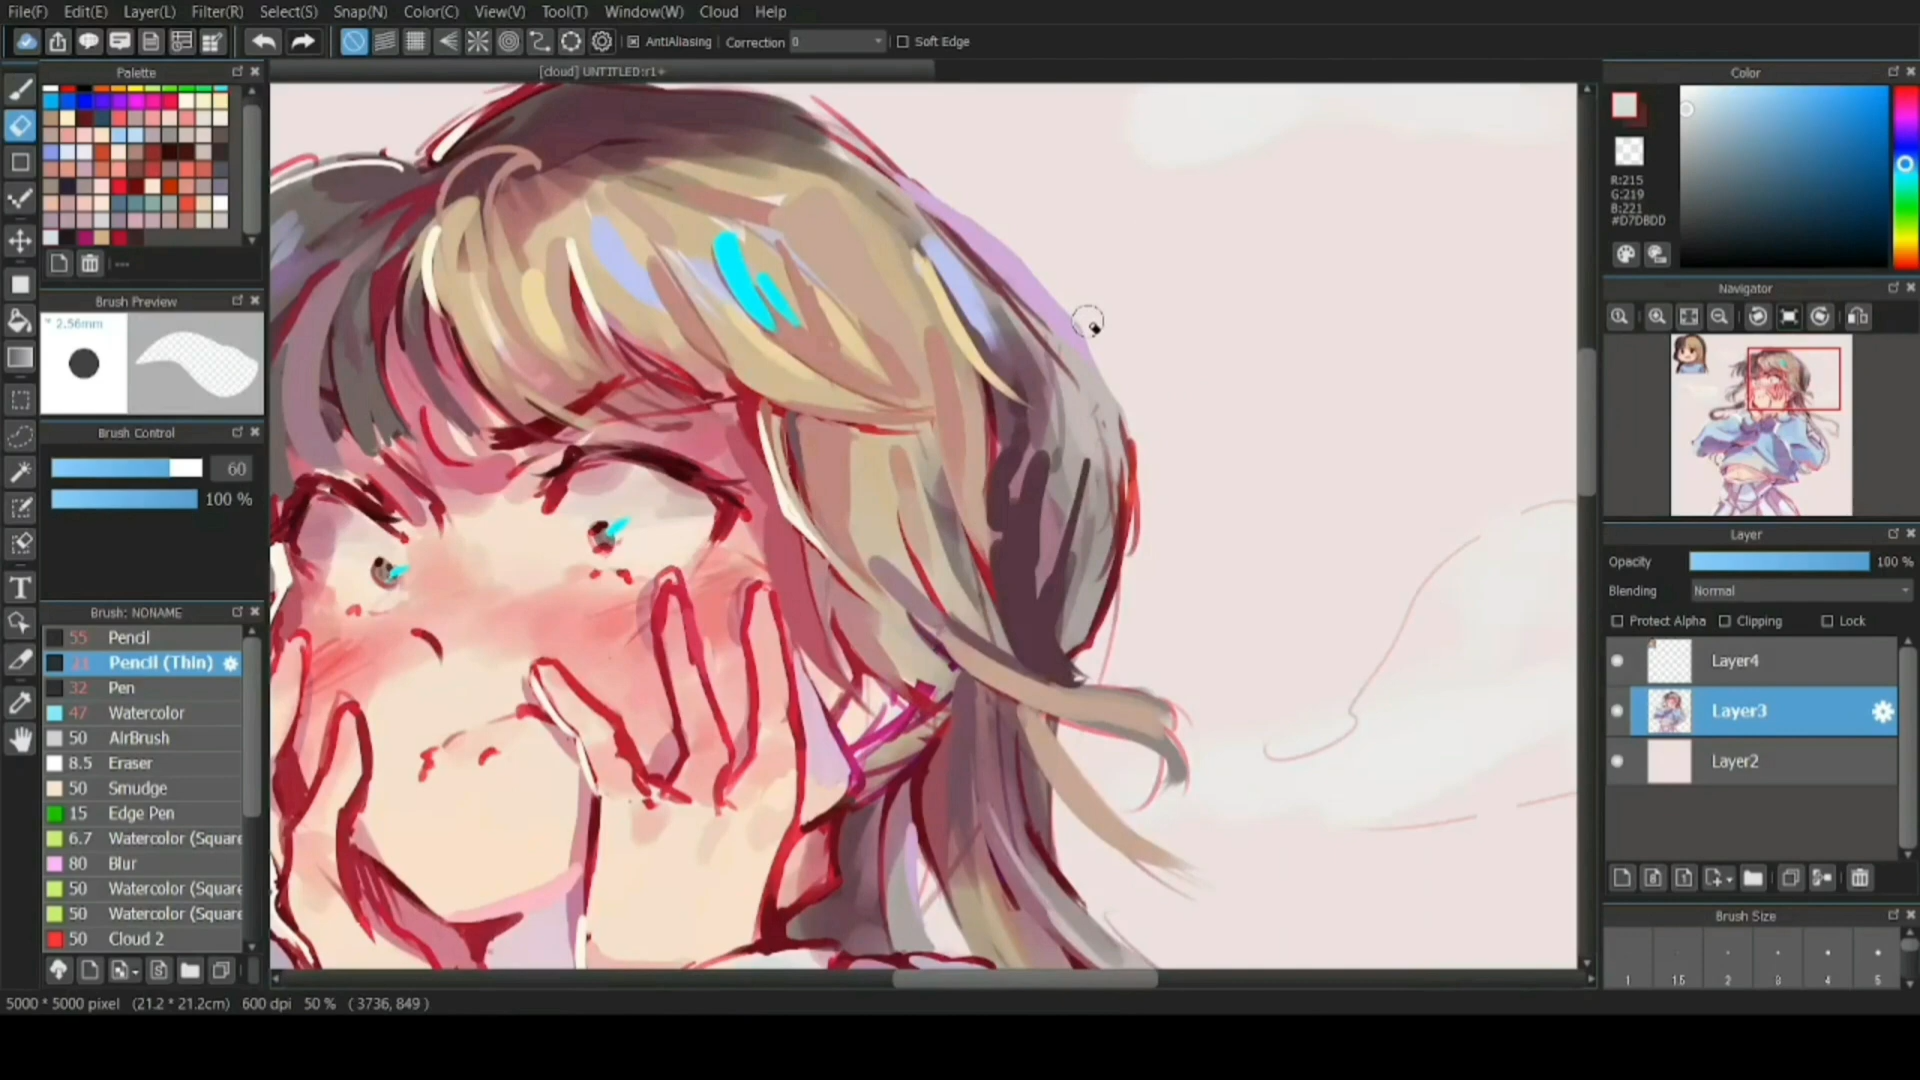 File(F) Edit(E) Layer(L) Filter(R) Select(S) Snap(N) Color(C) View(V) Tool(T) Window(W) Cloud Help
AntiAliasing Correction 0 Soft Edge
Palette
[cloud] UNTITLED:r1+
Color
R:215
G:219
B:221
#D7DBDD
---
Brush Preview
* 2.56mm
Navigator
Brush Control
60
100 %
Layer
Opacity 100 %
Blending Normal
Protect Alpha Clipping Lock
Layer4
Layer3
Layer2
Brush: NONAME
55 Pencil
Pencil (Thin)
32 Pen
47 Watercolor
50 AirBrush
8.5 Eraser
50 Smudge
15 Edge Pen
6.7 Watercolor (Square
80 Blur
50 Watercolor (Square
50 Watercolor (Square
50 Cloud 2
Brush Size
1 1.5 2 3 4 5
T
5000 * 5000 pixel (21.2 * 21.2cm) 600 dpi 50 % ( 3736, 849 )